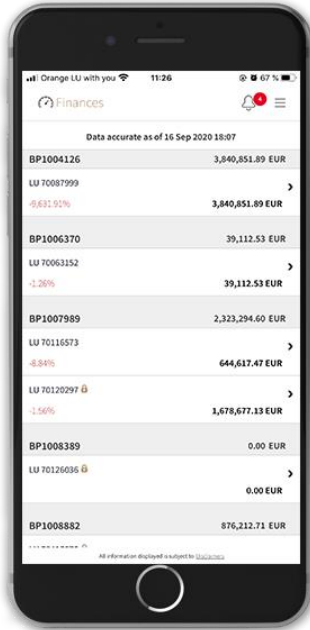 Orange LU with you 11:26 67 %
Finances 4
Data accurate as of 16 Sep 2020 18:07
BP1004126 3,840,851.89 EUR
LU 70087999
-9,631.91% 3,840,851.89 EUR
BP1006370 39,112.53 EUR
LU 70063152
-1.26% 39,112.53 EUR
BP1007989 2,323,294.60 EUR
LU 70116573
-8.84% 644,617.47 EUR
LU 70120297
-1.56% 1,678,677.13 EUR
BP1008389 0.00 EUR
LU 70126036
0.00 EUR
BP1008882 876,212.71 EUR
All information displayed is subject to Disclaimers